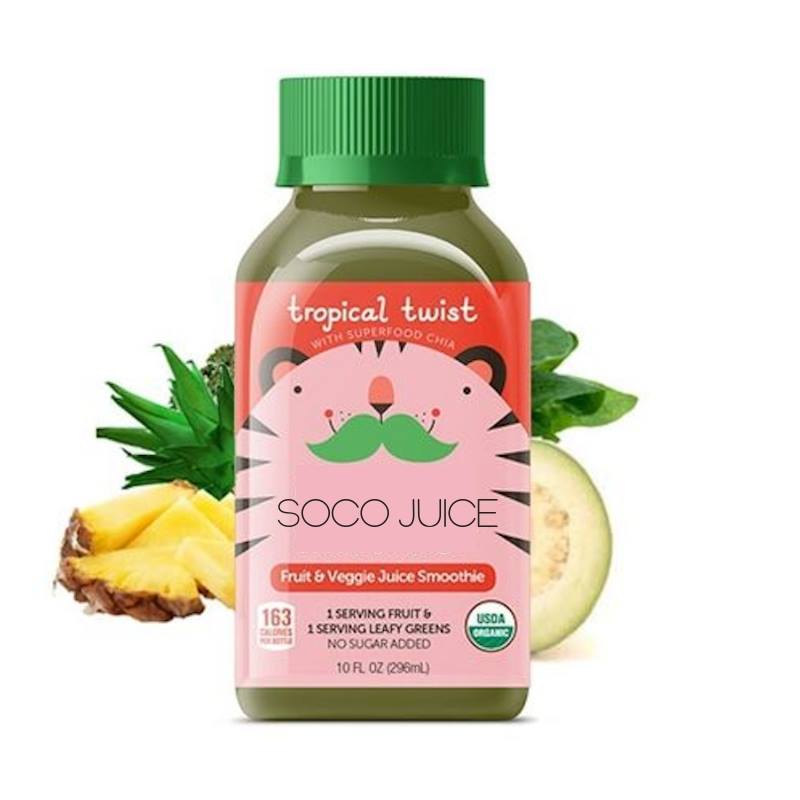 tropical twist
WITH SUPERFOOD CHIA
SOCO JUICE
Fruit & Veggie Juice Smoothie
163
CALORIES
PER BOTTLE
1 SERVING FRUIT &
1 SERVING LEAFY GREENS
NO SUGAR ADDED
USDA
ORGANIC
10 FL OZ (296mL)